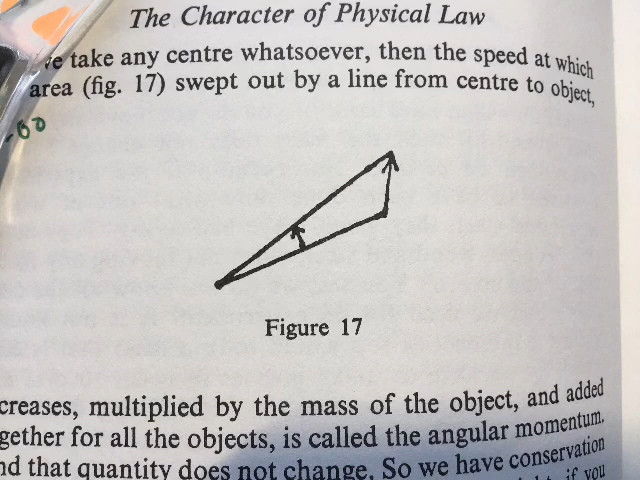 The Character of Physical Law
take any centre whatsoever, then the speed at which
area (fig. 17) swept out by a line from centre to object,
Figure 17
creases, multiplied by the mass of the object, and added
gether for all the objects, is called the angular momentum.
nd that quantity does not change. So we have conservation
if you